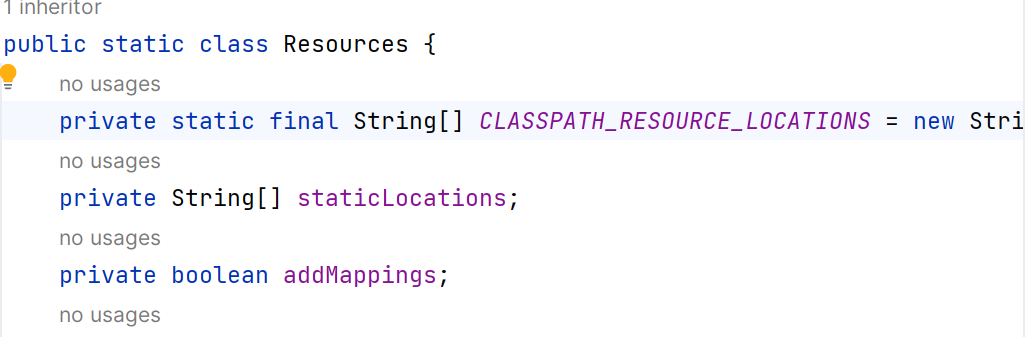 1 inheritor
public static class Resources {
no usages
private static final String[] CLASSPATH_RESOURCE_LOCATIONS = new Stri
no usages
private String[] staticLocations;
no usages
private boolean addMappings;
no usages